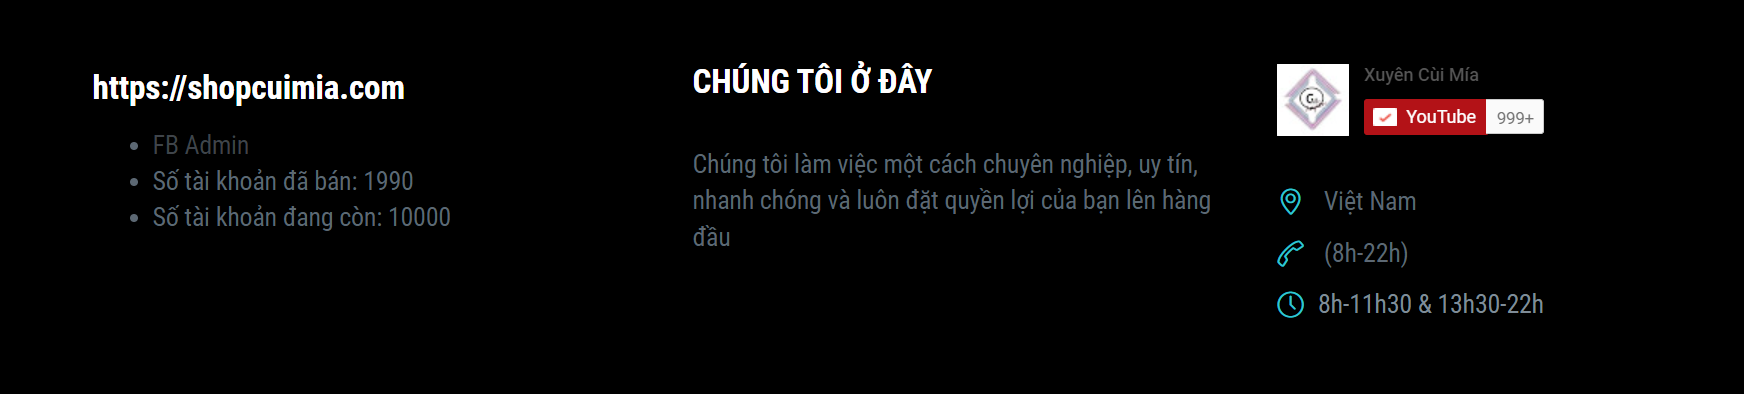 https://shopcuimia.com
FB Admin
Số tài khoản đã bán: 1990
Số tài khoản đang còn: 10000
CHÚNG TÔI Ở ĐÂY
Chúng tôi làm việc một cách chuyên nghiệp, uy tín,
nhanh chóng và luôn đặt quyền lợi của bạn lên hàng
đầu
Xuyên Cùi Mía
YouTube 999+
Việt Nam
(8h-22h)
8h-11h30 & 13h30-22h